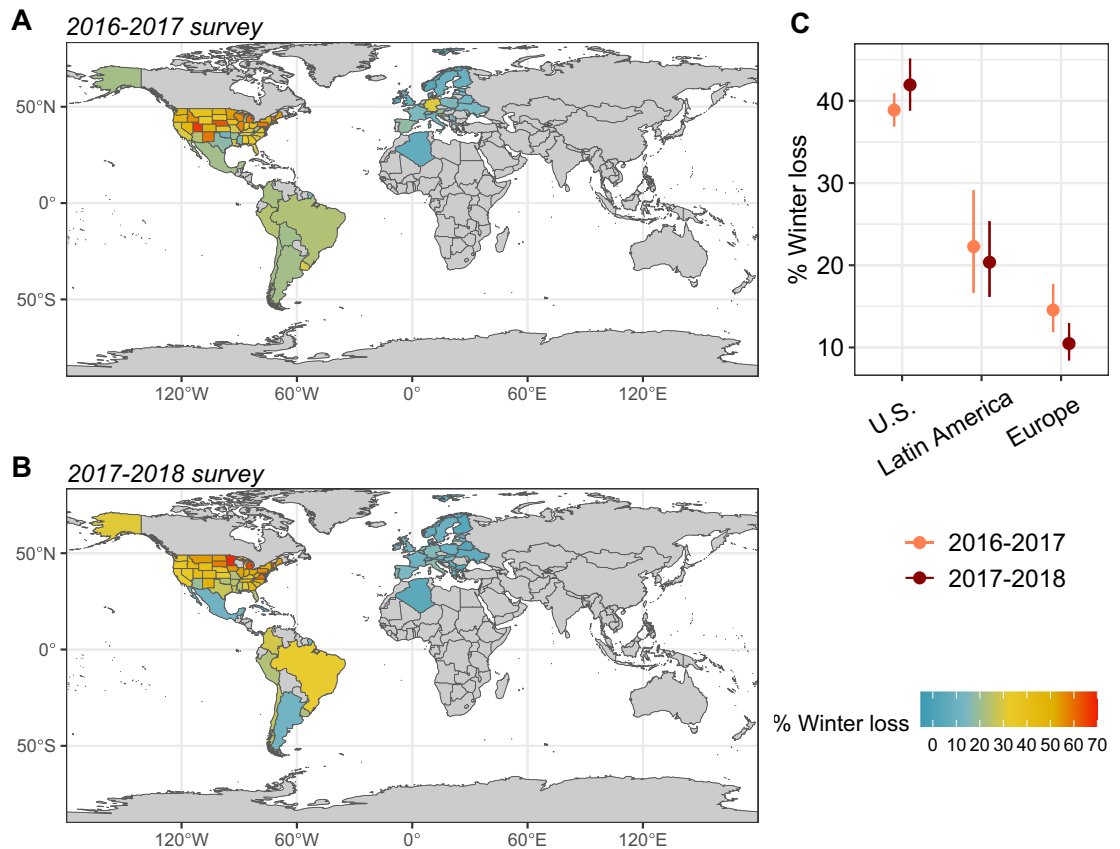 A
2016-2017 survey
50°N
0°
50°S
120°W 60°W 0° 60°E 120°E
B
2017-2018 survey
50°N
0°
50°S
120°W 60°W 0° 60°E 120°E
C
% Winter loss
40
30
20
10
U.S.
Latin America
Europe
2016-2017
2017-2018
% Winter loss
0 10 20 30 40 50 60 70